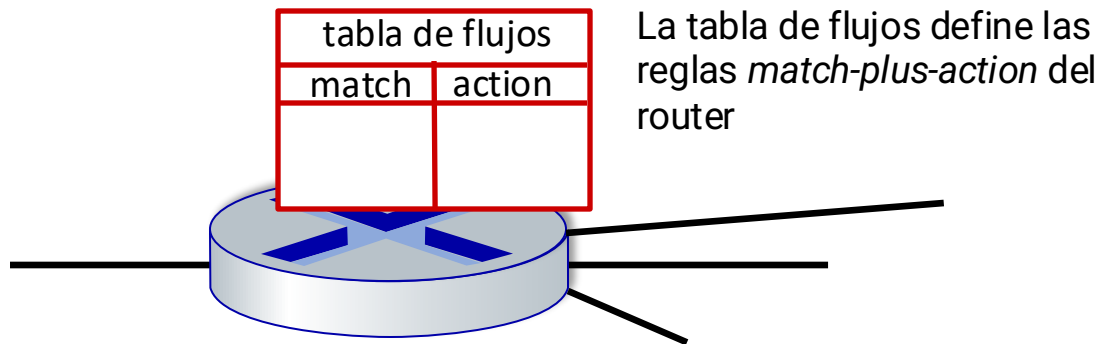 tabla de flujos
match action
La tabla de flujos define las
reglas match-plus-action del
router